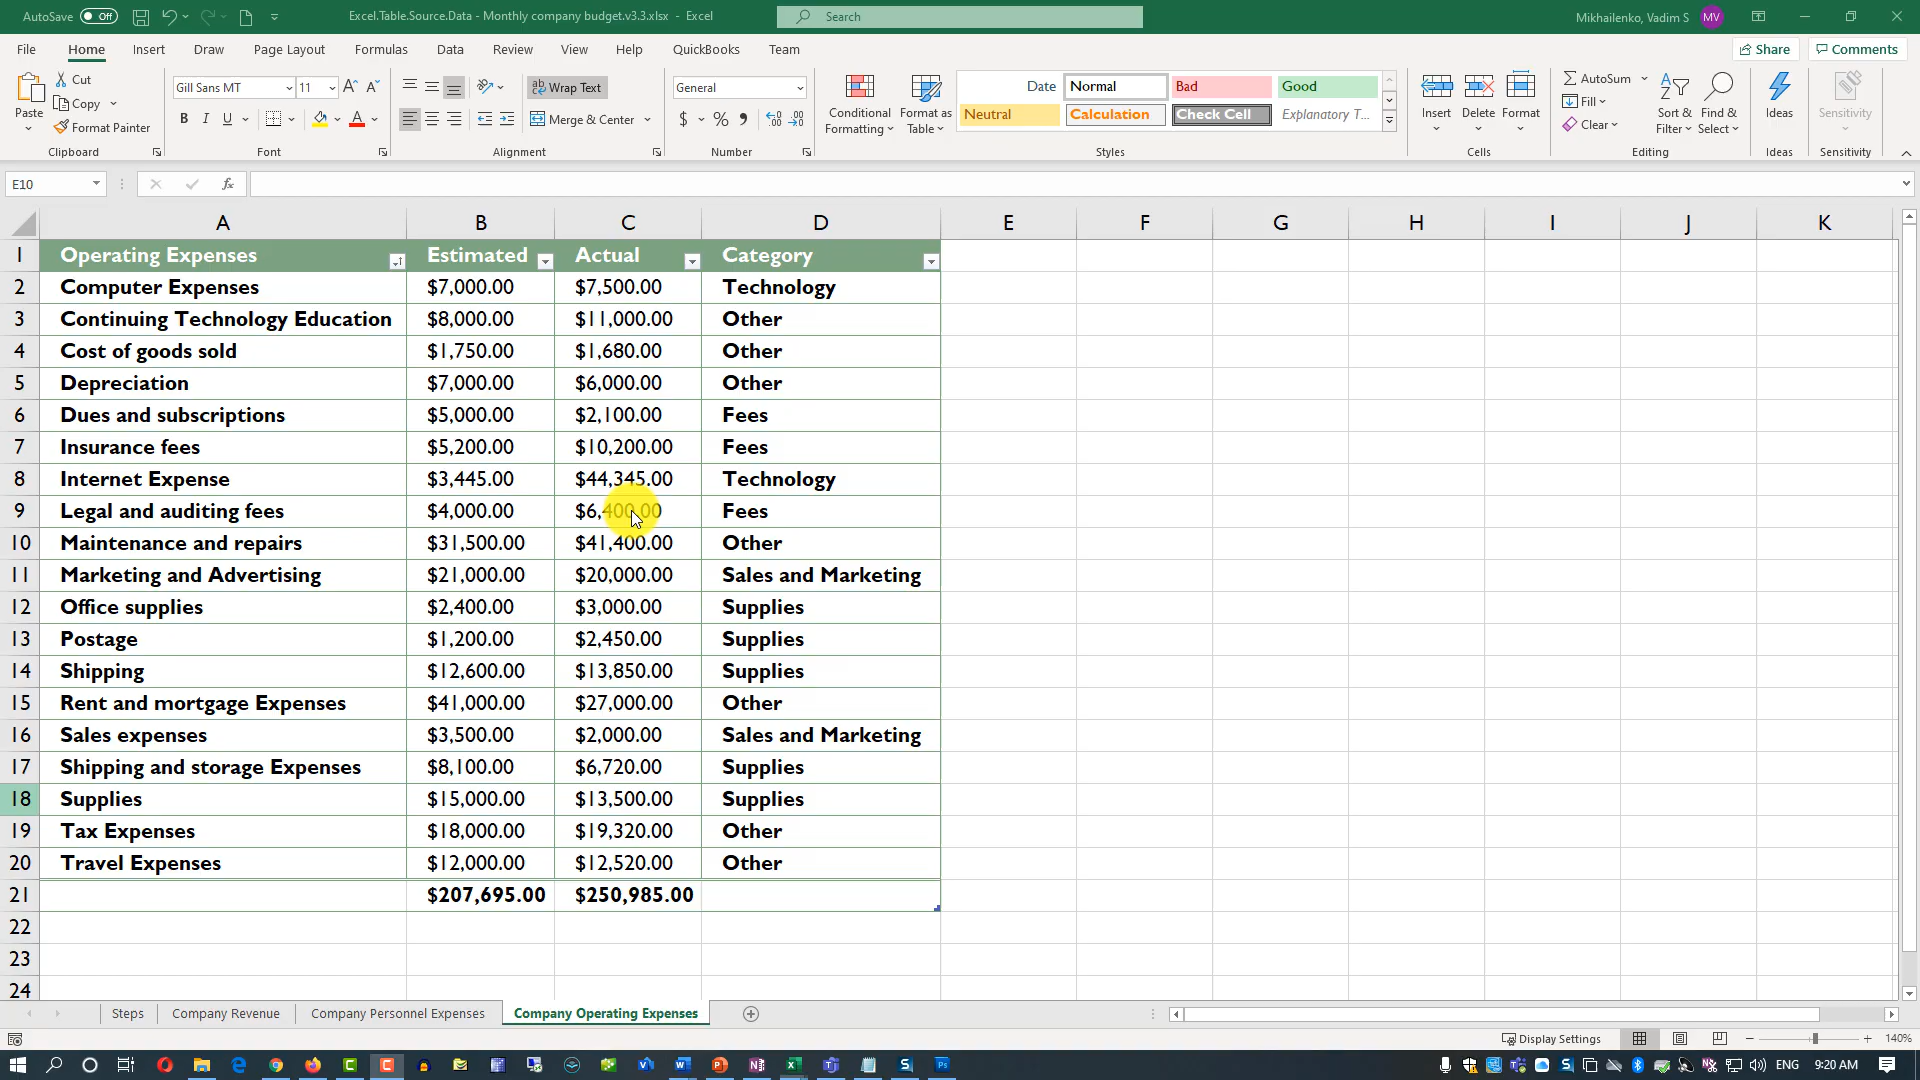 AutoSave Off Excel.Table.Source.Data - Monthly company budget.v3.3.xlsx - Excel Search Mikhailenko, Vadim S MV
File Home Insert Draw Page Layout Formulas Data Review View Help QuickBooks Team Share Comments
Paste Cut Copy Format Painter Clipboard
Gill Sans MT 11 A A B I U A Font
ab Wrap Text Merge & Center Alignment
General $ % Number
Conditional Formatting Format as Table Date Normal Bad Good Neutral Calculation Check Cell Explanatory T... Styles
Insert Delete Format Cells
AutoSum Fill Clear Sort & Filter Find & Select Editing
Ideas Ideas Sensitivity Sensitivity
E10 fx
A B C D E F G H I J K
1 Operating Expenses Estimated Actual Category
2 Computer Expenses $7,000.00 $7,500.00 Technology
3 Continuing Technology Education $8,000.00 $11,000.00 Other
4 Cost of goods sold $1,750.00 $1,680.00 Other
5 Depreciation $7,000.00 $6,000.00 Other
6 Dues and subscriptions $5,000.00 $2,100.00 Fees
7 Insurance fees $5,200.00 $10,200.00 Fees
8 Internet Expense $3,445.00 $44,345.00 Technology
9 Legal and auditing fees $4,000.00 $6,400.00 Fees
10 Maintenance and repairs $31,500.00 $41,400.00 Other
11 Marketing and Advertising $21,000.00 $20,000.00 Sales and Marketing
12 Office supplies $2,400.00 $3,000.00 Supplies
13 Postage $1,200.00 $2,450.00 Supplies
14 Shipping $12,600.00 $13,850.00 Supplies
15 Rent and mortgage Expenses $41,000.00 $27,000.00 Other
16 Sales expenses $3,500.00 $2,000.00 Sales and Marketing
17 Shipping and storage Expenses $8,100.00 $6,720.00 Supplies
18 Supplies $15,000.00 $13,500.00 Supplies
19 Tax Expenses $18,000.00 $19,320.00 Other
20 Travel Expenses $12,000.00 $12,520.00 Other
21 $207,695.00 $250,985.00
22
23
24
Steps Company Revenue Company Personnel Expenses Company Operating Expenses
Display Settings 140%
ENG 9:20 AM